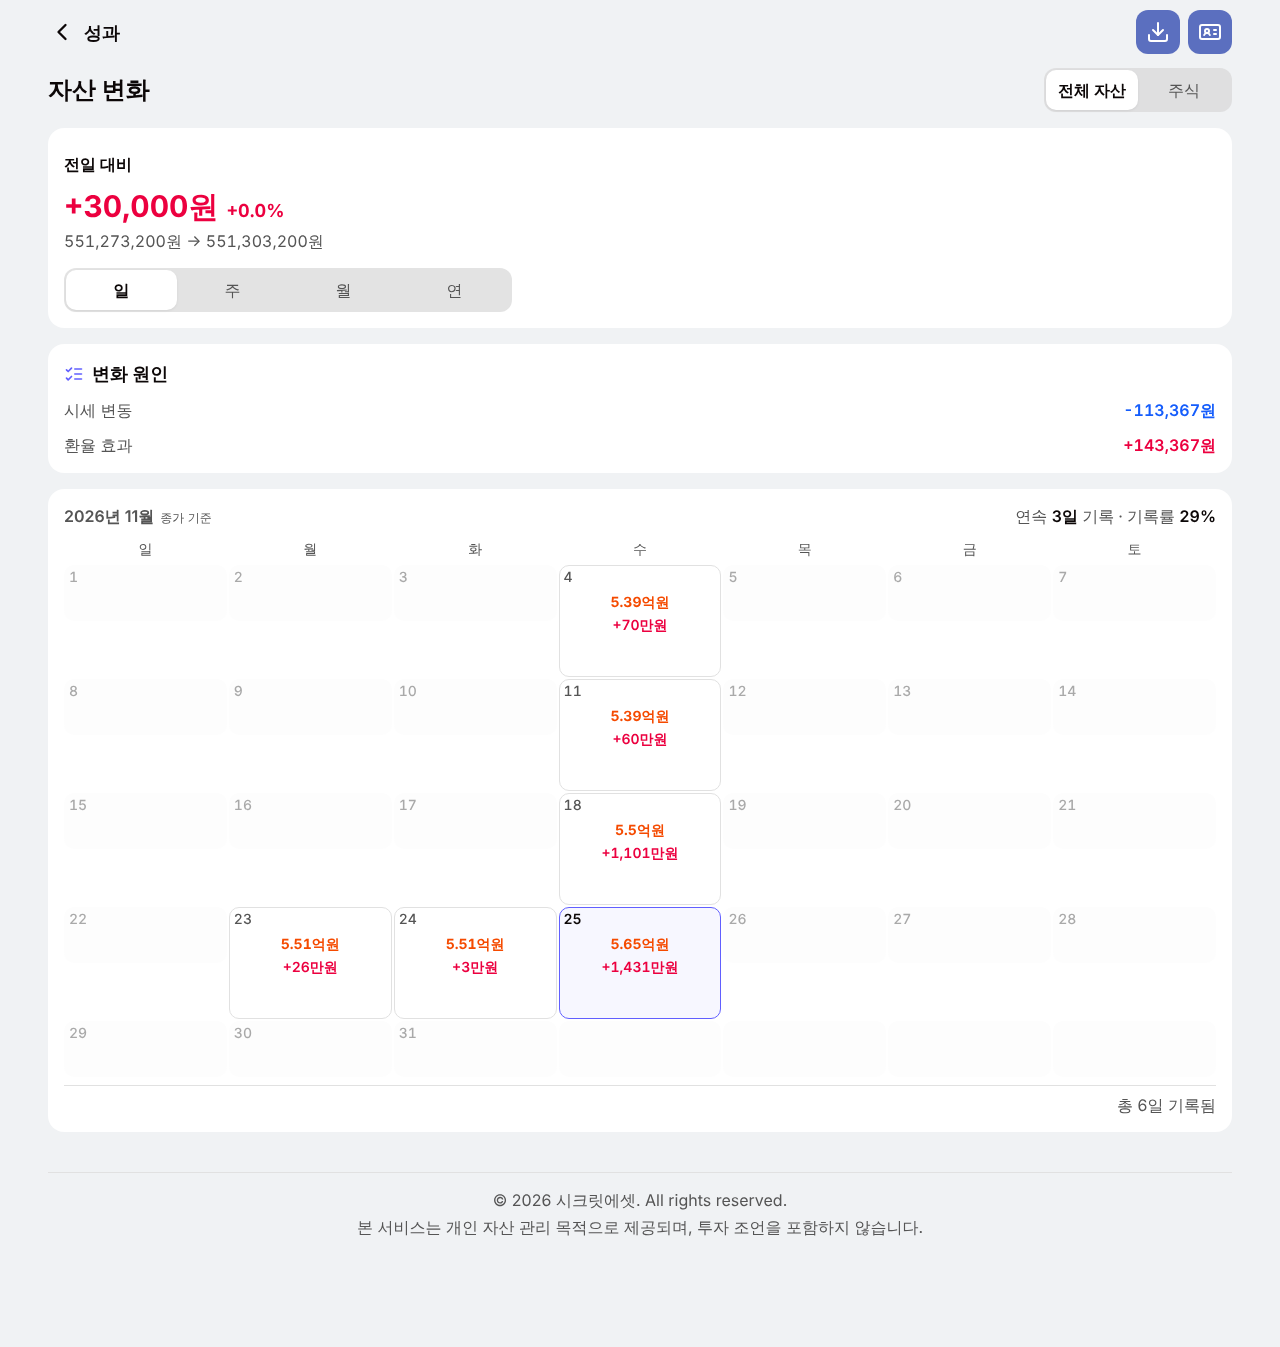 성과
자산 변화
전체 자산 주식
전일 대비
+30,000원 +0.0%
551,273,200원 → 551,303,200원
일 주 월 연
변화 원인
시세 변동 -113,367원
환율 효과 +143,367원
2026년 11월 종가 기준 연속 3일 기록 · 기록률 29%
일 월 화 수 목 금 토
1 2 3 4 5 6 7
5.39억원
+70만원
8 9 10 11 12 13 14
5.39억원
+60만원
15 16 17 18 19 20 21
5.5억원
+1,101만원
22 23 24 25 26 27 28
5.51억원 5.51억원 5.65억원
+26만원 +3만원 +1,431만원
29 30 31
총 6일 기록됨
© 2026 시크릿에셋. All rights reserved.
본 서비스는 개인 자산 관리 목적으로 제공되며, 투자 조언을 포함하지 않습니다.